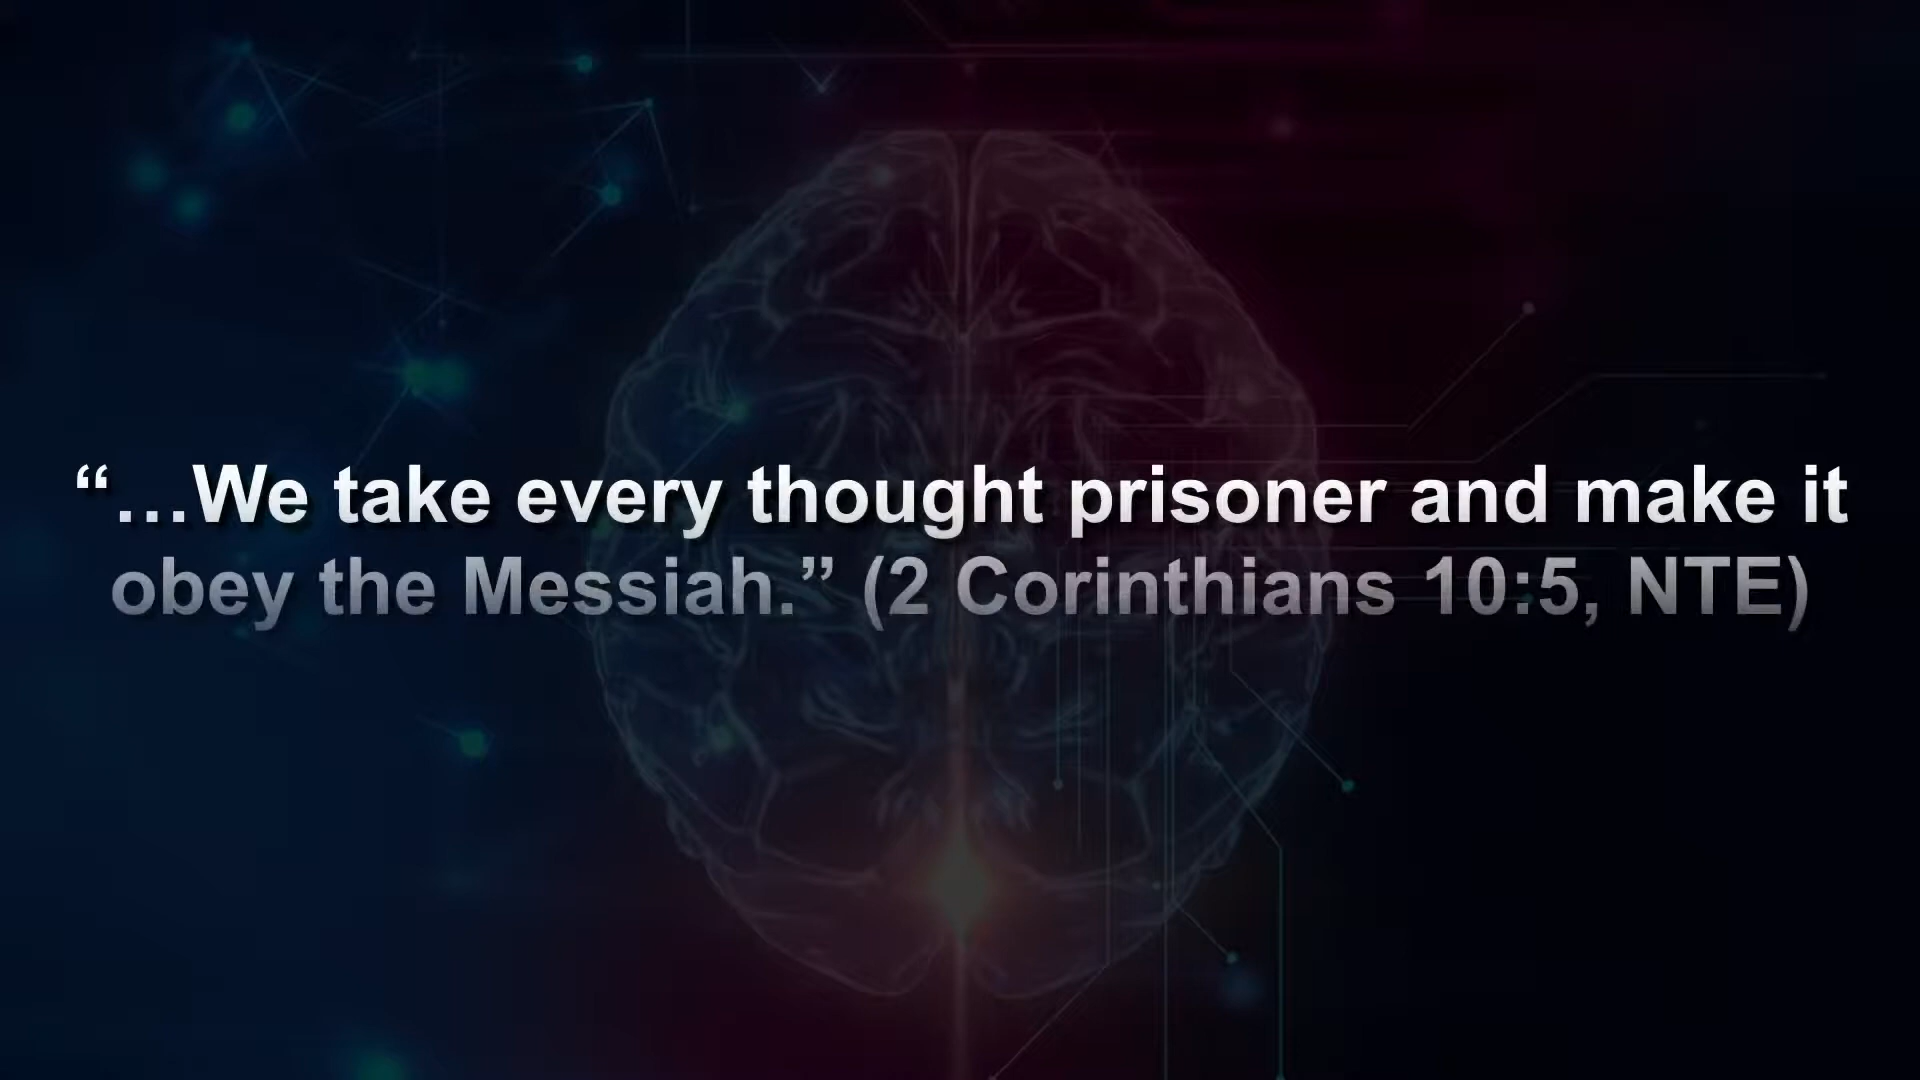 “…We take every thought prisoner and make it
obey the Messiah.” (2 Corinthians 10:5, NTE)